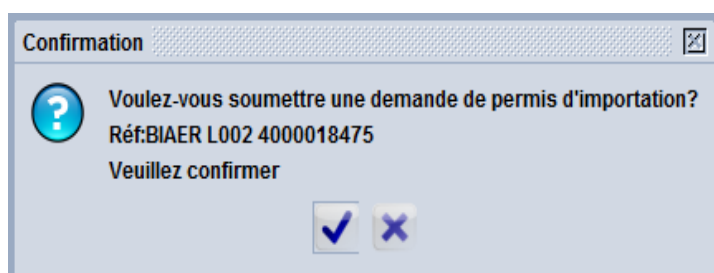 Confirmation
Voulez-vous soumettre une demande de permis d'importation?
Réf:BIAER L002 4000018475
Veuillez confirmer